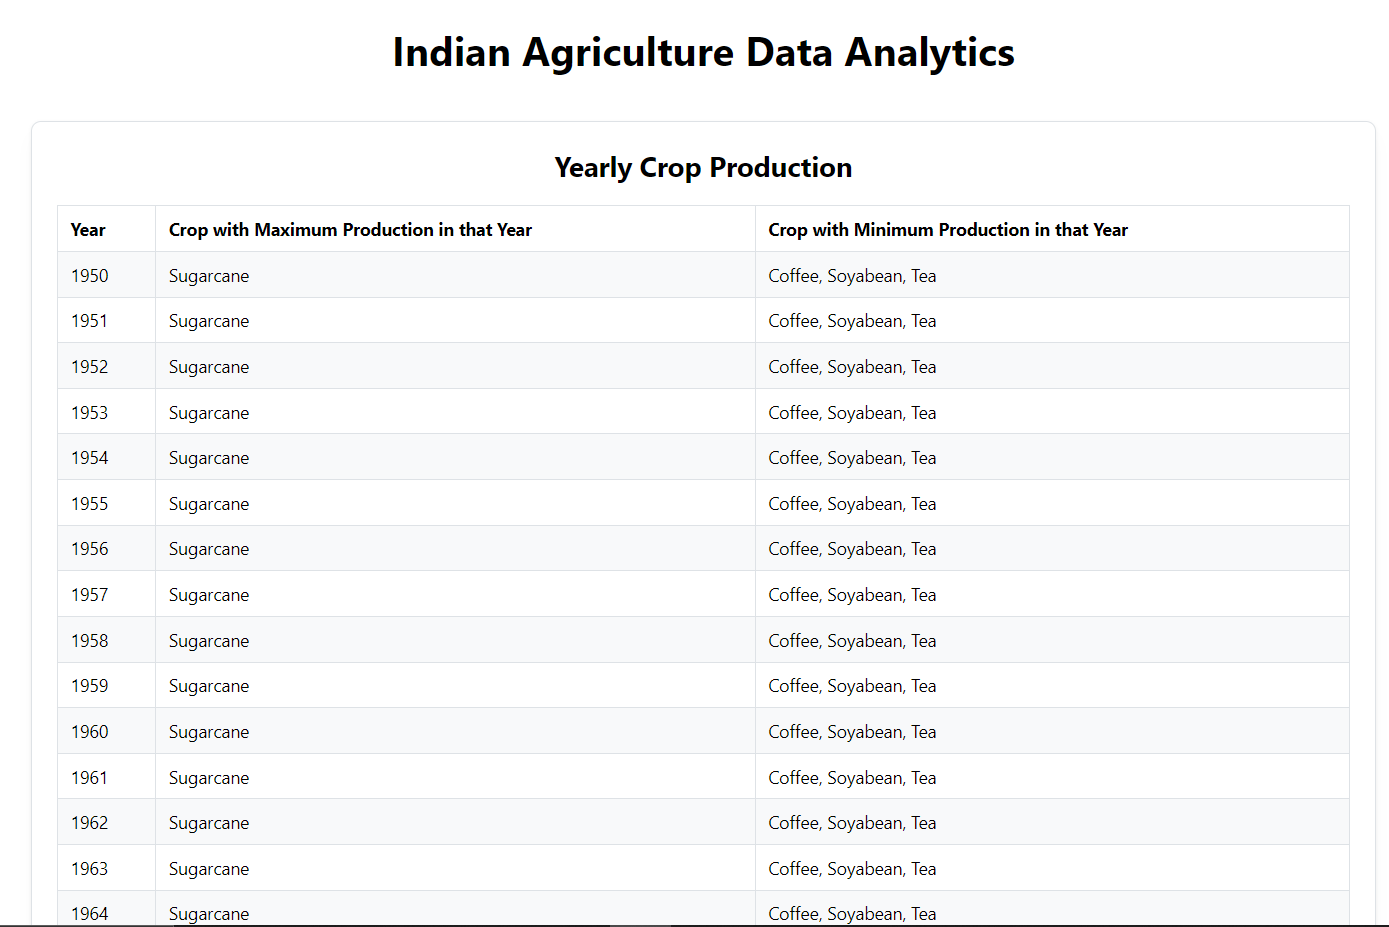 Indian Agriculture Data Analytics
Yearly Crop Production
Year Crop with Maximum Production in that Year Crop with Minimum Production in that Year
1950 Sugarcane Coffee, Soyabean, Tea
1951 Sugarcane Coffee, Soyabean, Tea
1952 Sugarcane Coffee, Soyabean, Tea
1953 Sugarcane Coffee, Soyabean, Tea
1954 Sugarcane Coffee, Soyabean, Tea
1955 Sugarcane Coffee, Soyabean, Tea
1956 Sugarcane Coffee, Soyabean, Tea
1957 Sugarcane Coffee, Soyabean, Tea
1958 Sugarcane Coffee, Soyabean, Tea
1959 Sugarcane Coffee, Soyabean, Tea
1960 Sugarcane Coffee, Soyabean, Tea
1961 Sugarcane Coffee, Soyabean, Tea
1962 Sugarcane Coffee, Soyabean, Tea
1963 Sugarcane Coffee, Soyabean, Tea
1964 Sugarcane Coffee, Soyabean, Tea